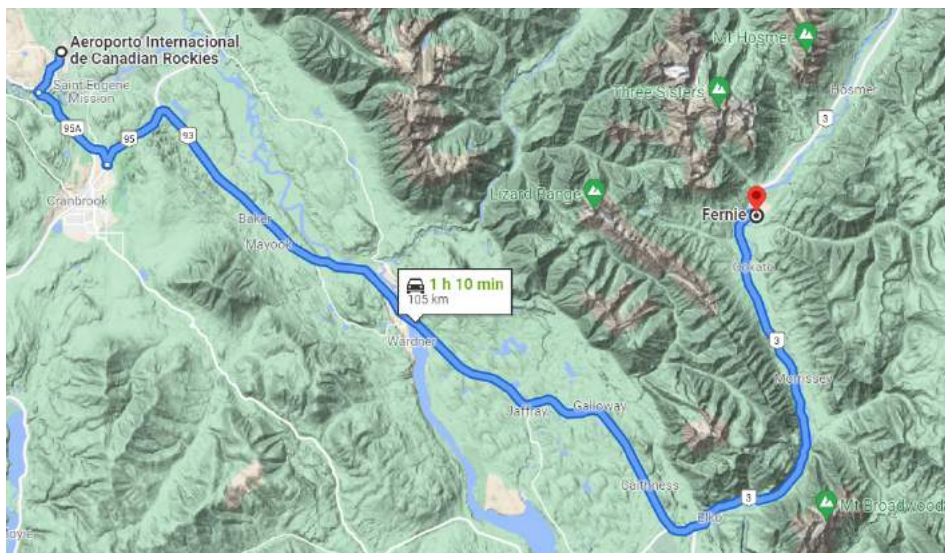 Aeroporto Internacional
de Canadian Rockies
Mt Hosmer
Three Sisters
Hosmer
3
Saint Eugene
Mission
95A
95
93
Lizard Range
Fernie
Cranbrook
Baker
Mayook
Cokato
1 h 10 min
105 km
Wardner
3
Morrissey
Jaffray
Galloway
Caithness
3
Elko
Mt Broadwood